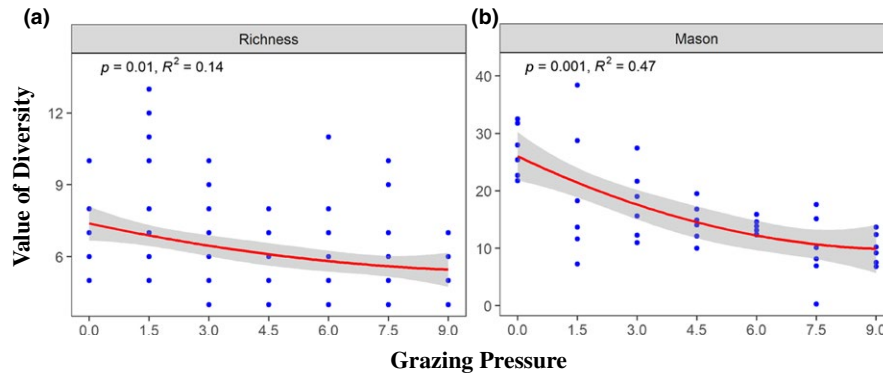 (a)
Richness
p = 0.01, R² = 0.14
12
9
6
0.0 1.5 3.0 4.5 6.0 7.5 9.0
(b)
Mason
p = 0.001, R² = 0.47
40
30
20
10
0
0.0 1.5 3.0 4.5 6.0 7.5 9.0
Value of Diversity
Grazing Pressure